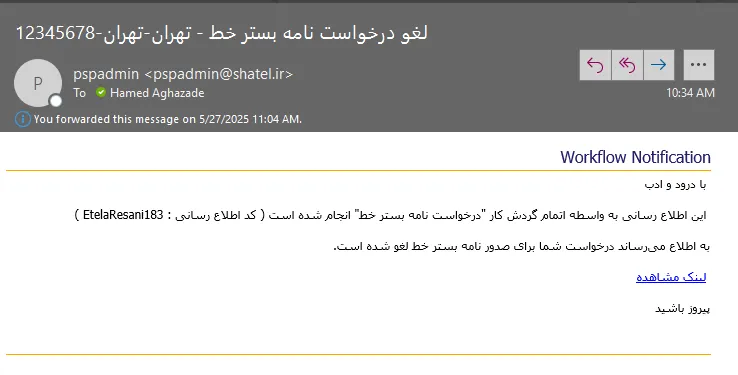 لغو درخواست نامه بستر خط - تهران-تهران-12345678
P
pspadmin <pspadmin@shatel.ir>
To Hamed Aghazade
10:34 AM
You forwarded this message on 5/27/2025 11:04 AM.
Workflow Notification
با درود و ادب
این اطلاع رسانی به واسطه اتمام گردش کار "درخواست نامه بستر خط" انجام شده است ( کد اطلاع رسانی : EtelaResani183 )
به اطلاع می‌رساند درخواست شما برای صدور نامه بستر خط لغو شده است.
لینک مشاهده
پیروز باشید